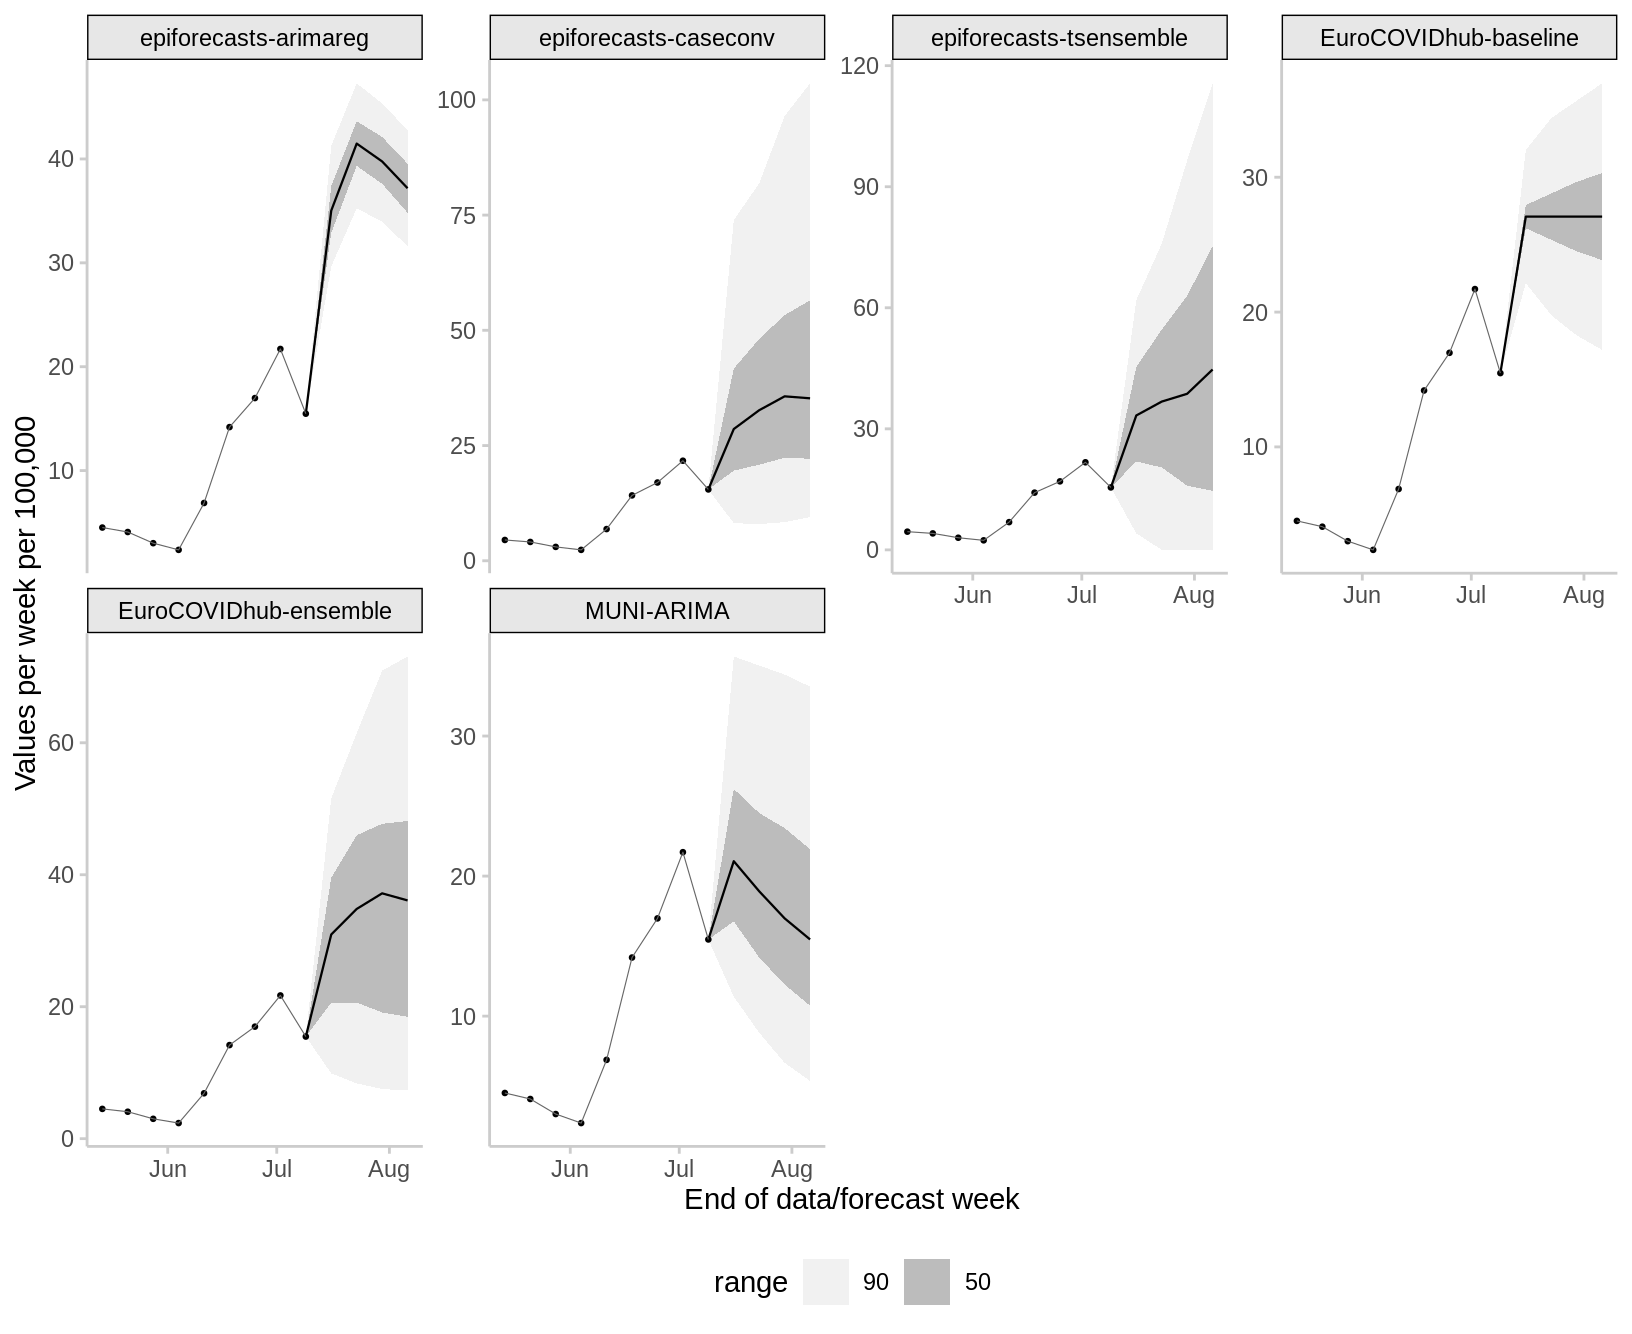 epiforecasts-arimareg
epiforecasts-caseconv
epiforecasts-tsensemble
EuroCOVIDhub-baseline
40
30
20
10
100
75
50
25
0
120
90
60
30
0
Jun Jul Aug
30
20
10
Jun Jul Aug
Values per week per 100,000
EuroCOVIDhub-ensemble
MUNI-ARIMA
60
40
20
0
Jun Jul Aug
30
20
10
Jun Jul Aug
End of data/forecast week
range 90 50